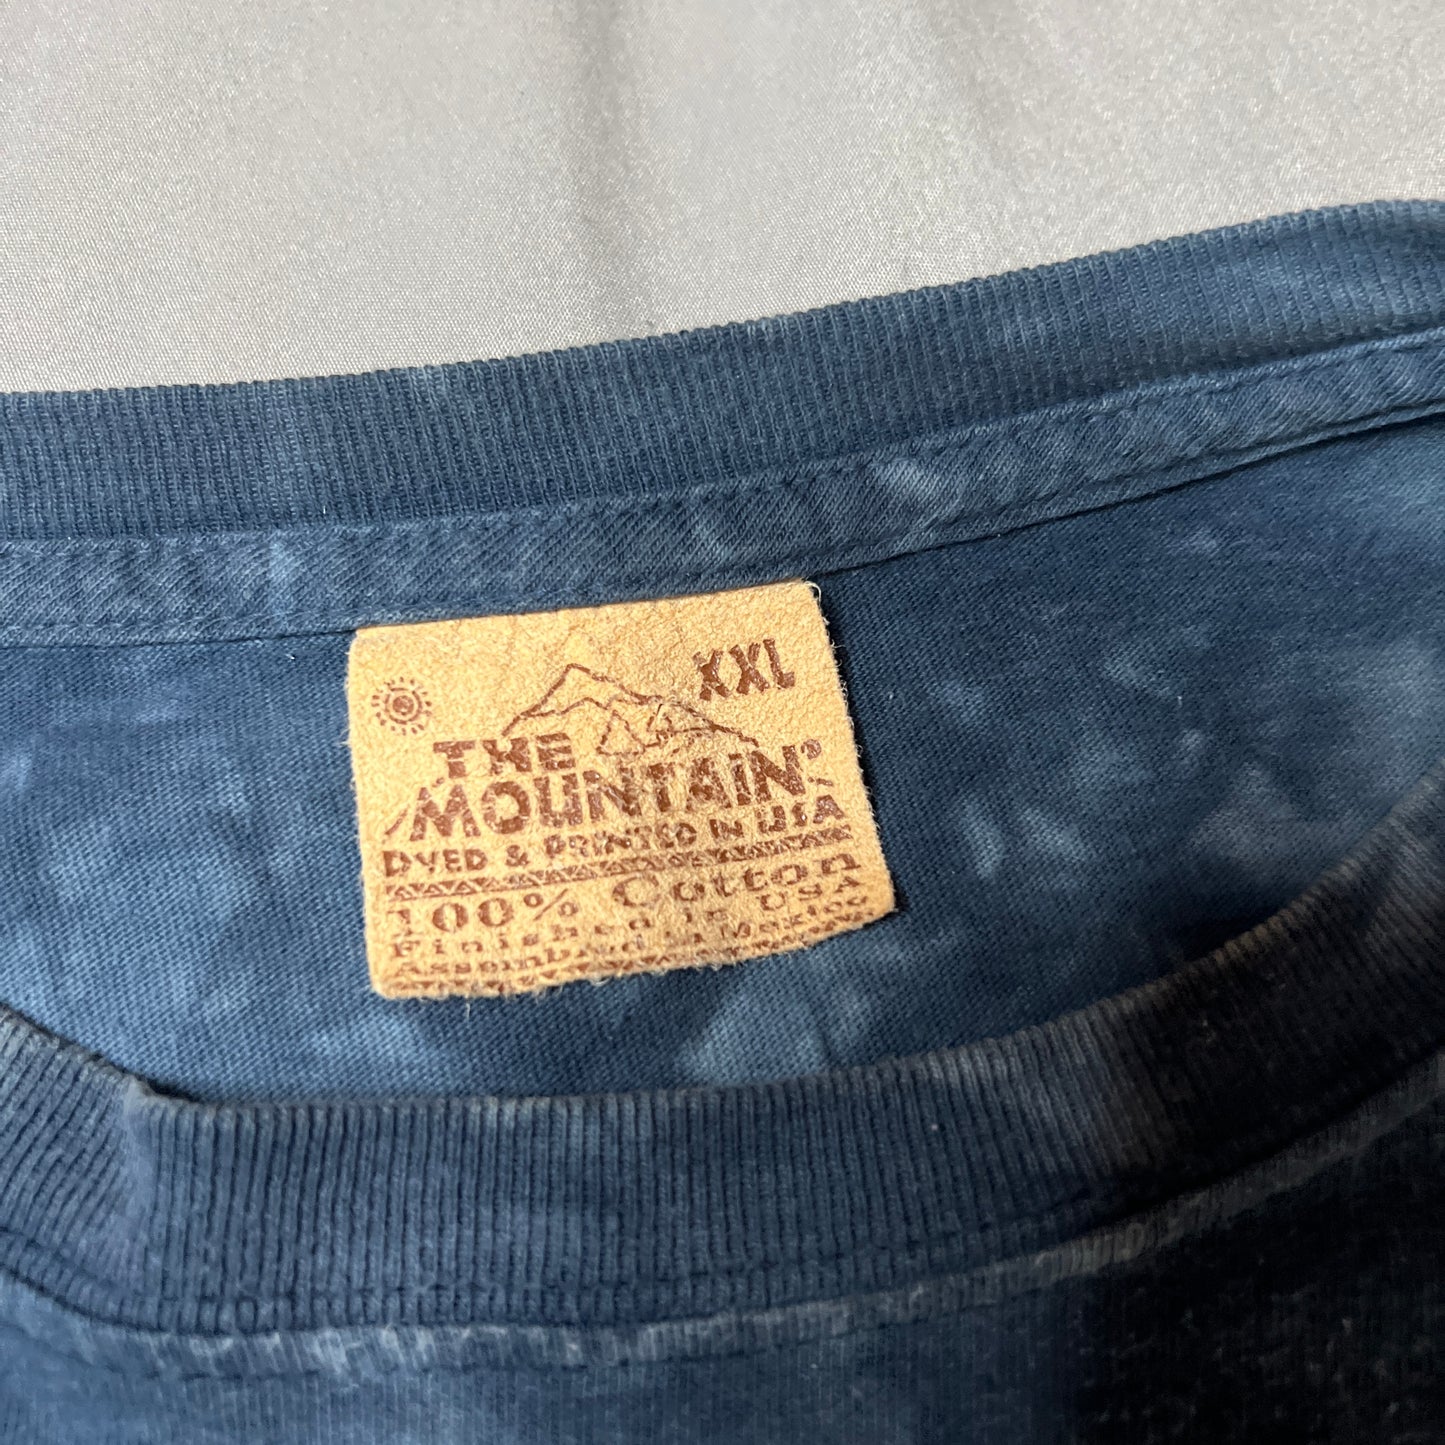 XXL
THE
MOUNTAIN®
DYED & PRINTED IN USA
100% Cotton
Finished in USA
Assembled in Mexico